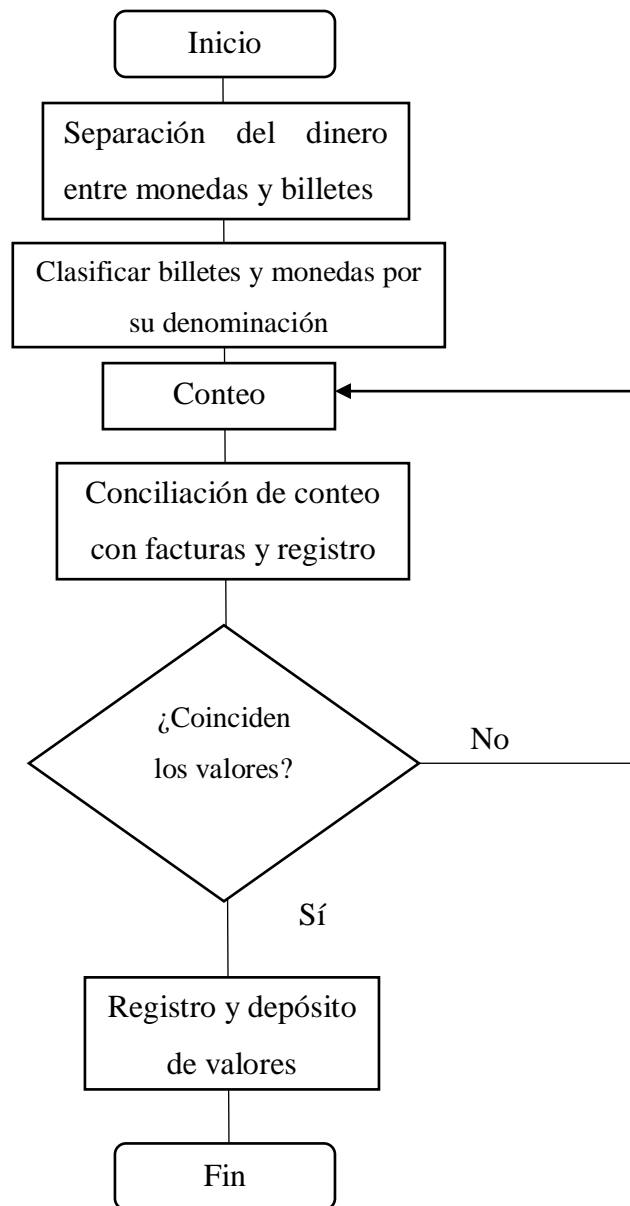 Inicio
Separación del dinero
entre monedas y billetes
Clasificar billetes y monedas por
su denominación
Conteo
Conciliación de conteo
con facturas y registro
¿Coinciden
los valores?
No
Sí
Registro y depósito
de valores
Fin